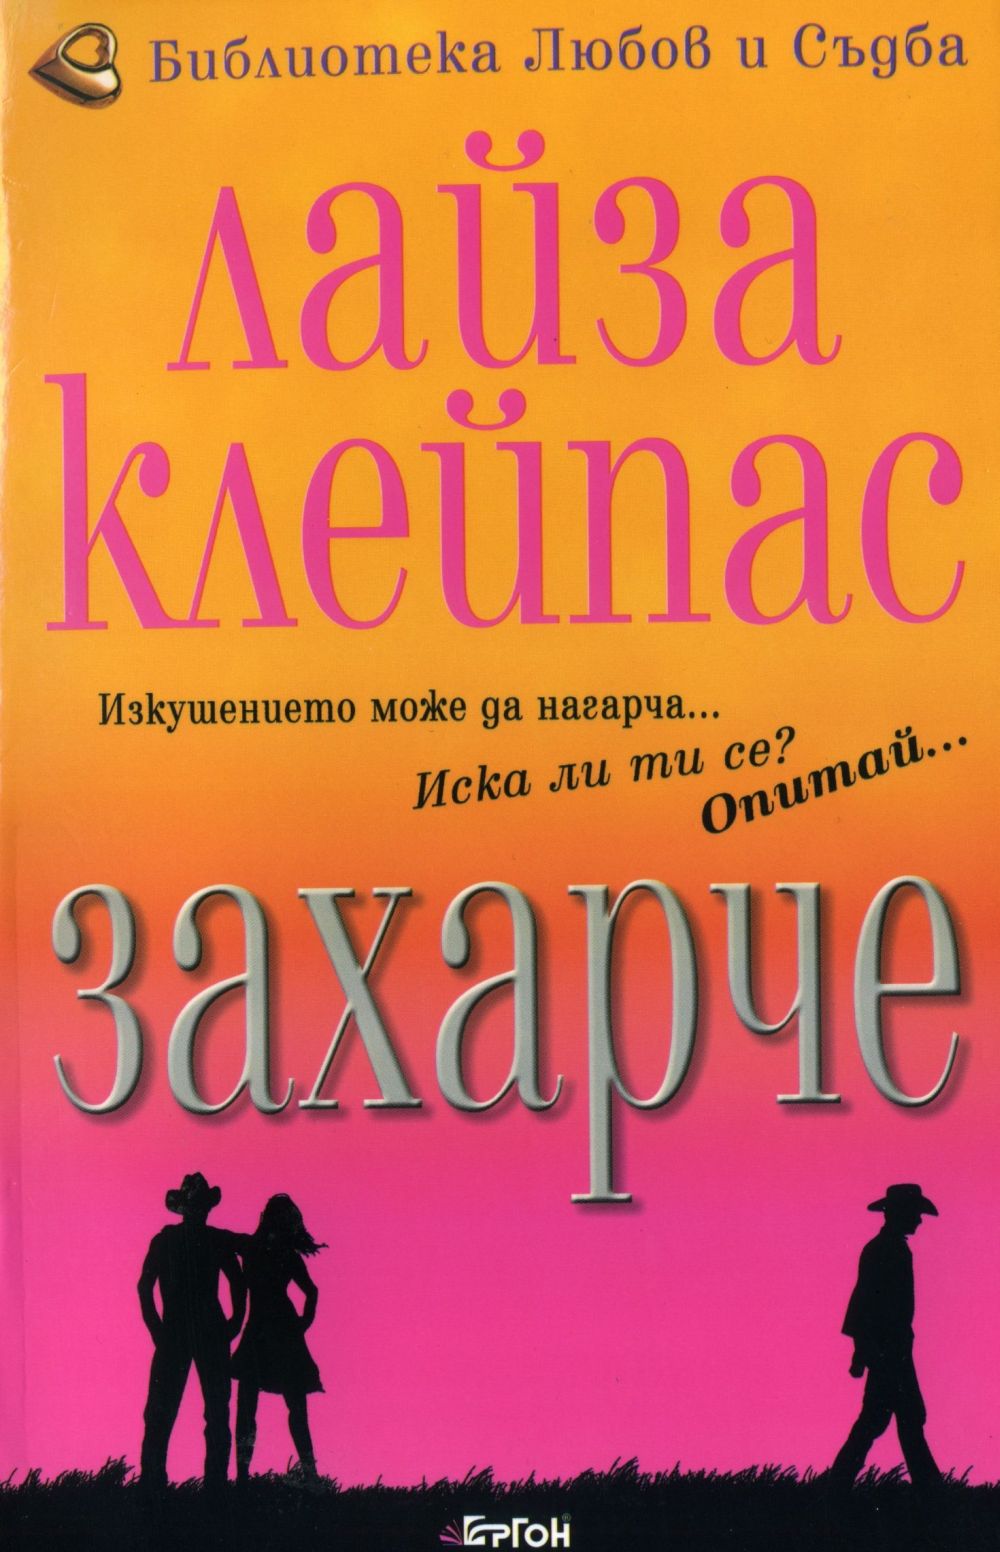 Библиотека Любов и Съдба
лайза
клейпас
Изкушението може да нагарча...
Иска ли ти се?
Опитай...
захарче
ЕРГОН®